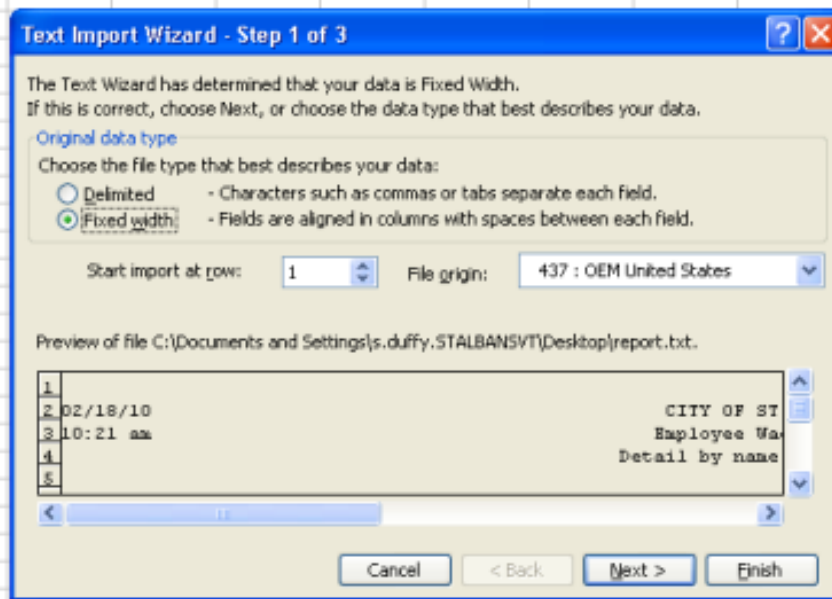 Text Import Wizard - Step 1 of 3
The Text Wizard has determined that your data is Fixed Width.
If this is correct, choose Next, or choose the data type that best describes your data.
Original data type
Choose the file type that best describes your data:
Delimited - Characters such as commas or tabs separate each field.
Fixed width - Fields are aligned in columns with spaces between each field.
Start import at row: 1 File origin: 437 : OEM United States
Preview of file C:\Documents and Settings\s.duffy.STALBANSVT\Desktop\report.txt.
1
2 02/18/10 CITY OF ST
3 10:21 am Employee Wa
4 Detail by name
5
Cancel < Back Next > Finish